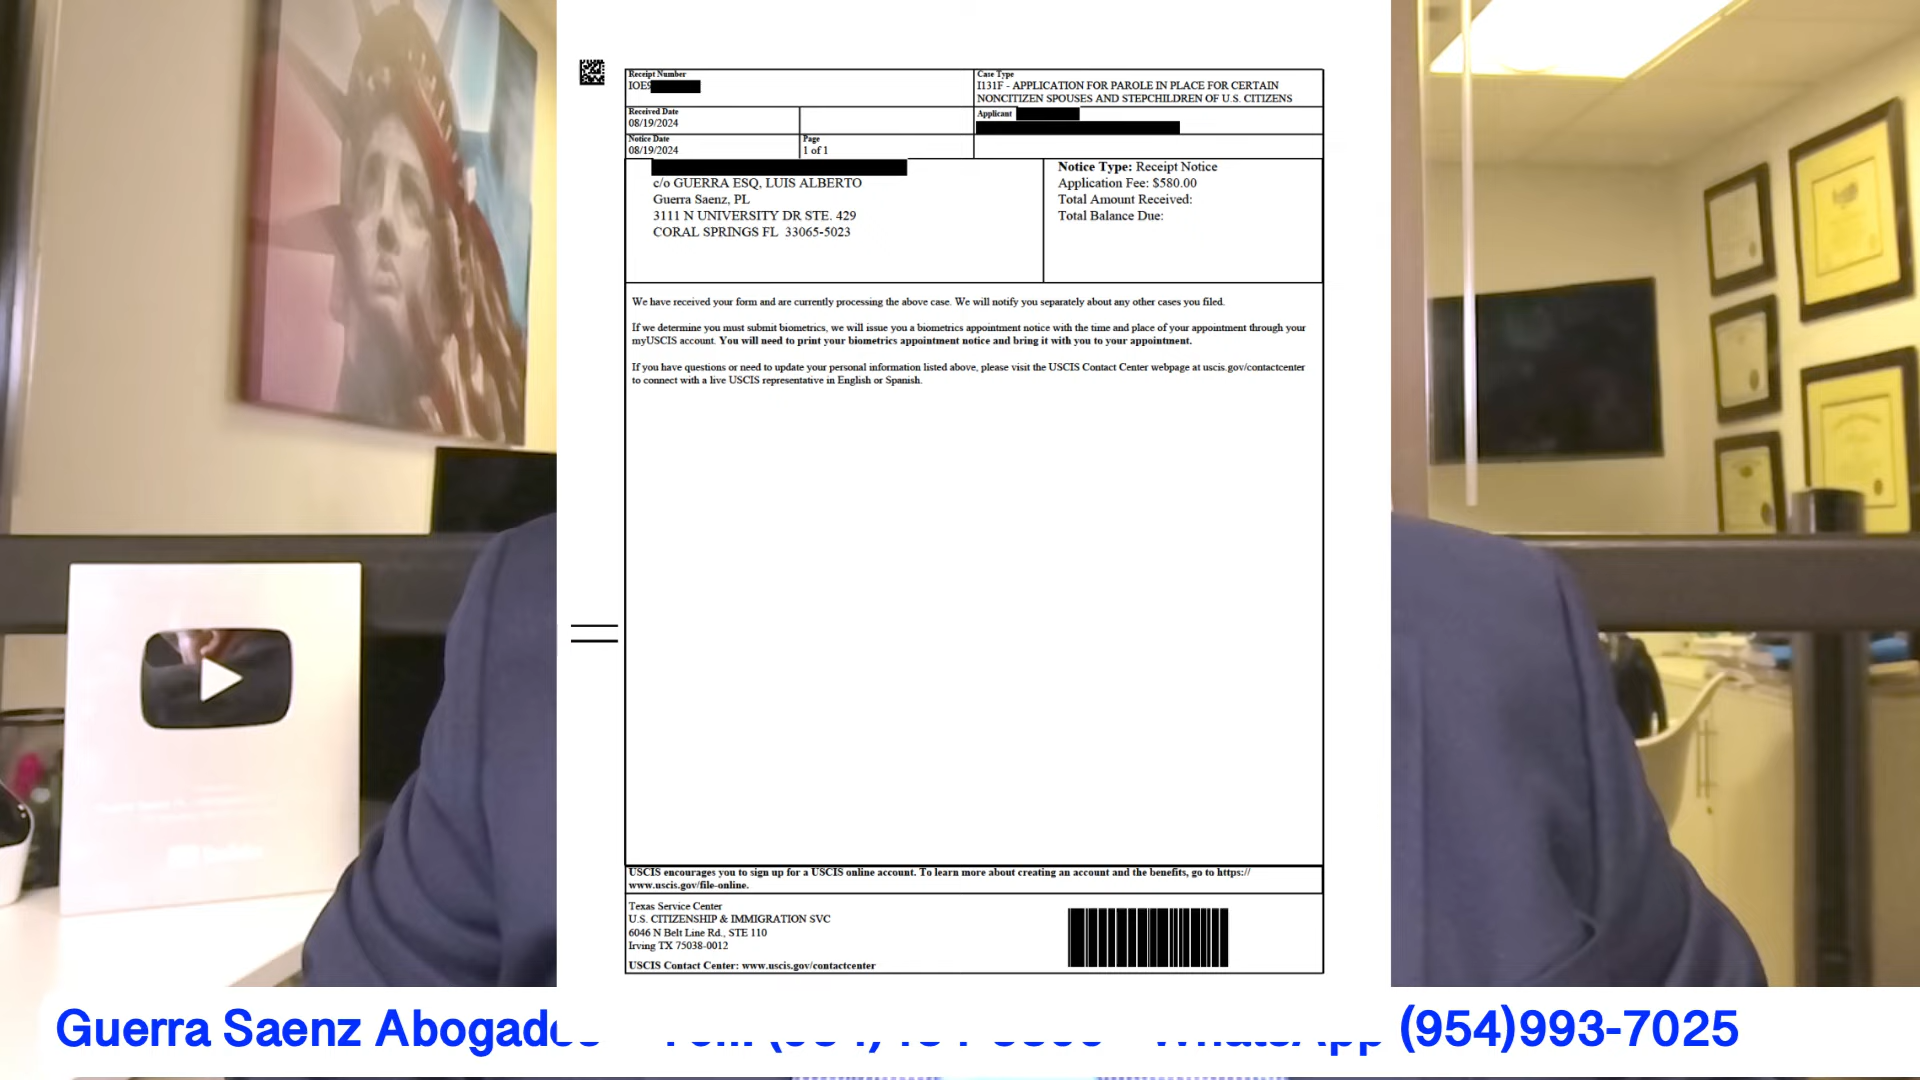 Receipt Number
IOE9
Case Type
I131F - APPLICATION FOR PAROLE IN PLACE FOR CERTAIN
NONCITIZEN SPOUSES AND STEPCHILDREN OF U.S. CITIZENS
Received Date
08/19/2024
Applicant
Notice Date
08/19/2024
Page
1 of 1
c/o GUERRA ESQ, LUIS ALBERTO
Guerra Saenz, PL
3111 N UNIVERSITY DR STE. 429
CORAL SPRINGS FL 33065-5023
Notice Type: Receipt Notice
Application Fee: $580.00
Total Amount Received:
Total Balance Due:
We have received your form and are currently processing the above case. We will notify you separately about any other cases you filed.
If we determine you must submit biometrics, we will issue you a biometrics appointment notice with the time and place of your appointment through your
myUSCIS account. You will need to print your biometrics appointment notice and bring it with you to your appointment.
If you have questions or need to update your personal information listed above, please visit the USCIS Contact Center webpage at uscis.gov/contactcenter
to connect with a live USCIS representative in English or Spanish.
USCIS encourages you to sign up for a USCIS online account. To learn more about creating an account and the benefits, go to https://
www.uscis.gov/file-online.
Texas Service Center
U.S. CITIZENSHIP & IMMIGRATION SVC
6046 N Belt Line Rd., STE 110
Irving TX 75038-0012
USCIS Contact Center: www.uscis.gov/contactcenter
Guerra Saenz WhatsApp (954)993-7025